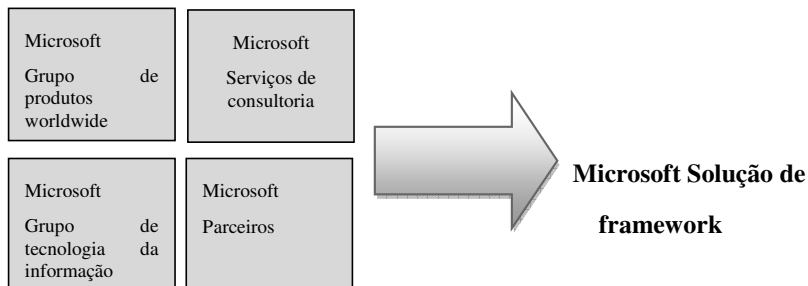 Microsoft
Grupo de
produtos
worldwide
Microsoft
Serviços de
consultoria
Microsoft
Grupo de
tecnologia da
informação
Microsoft
Parceiros
Microsoft Solução de
framework